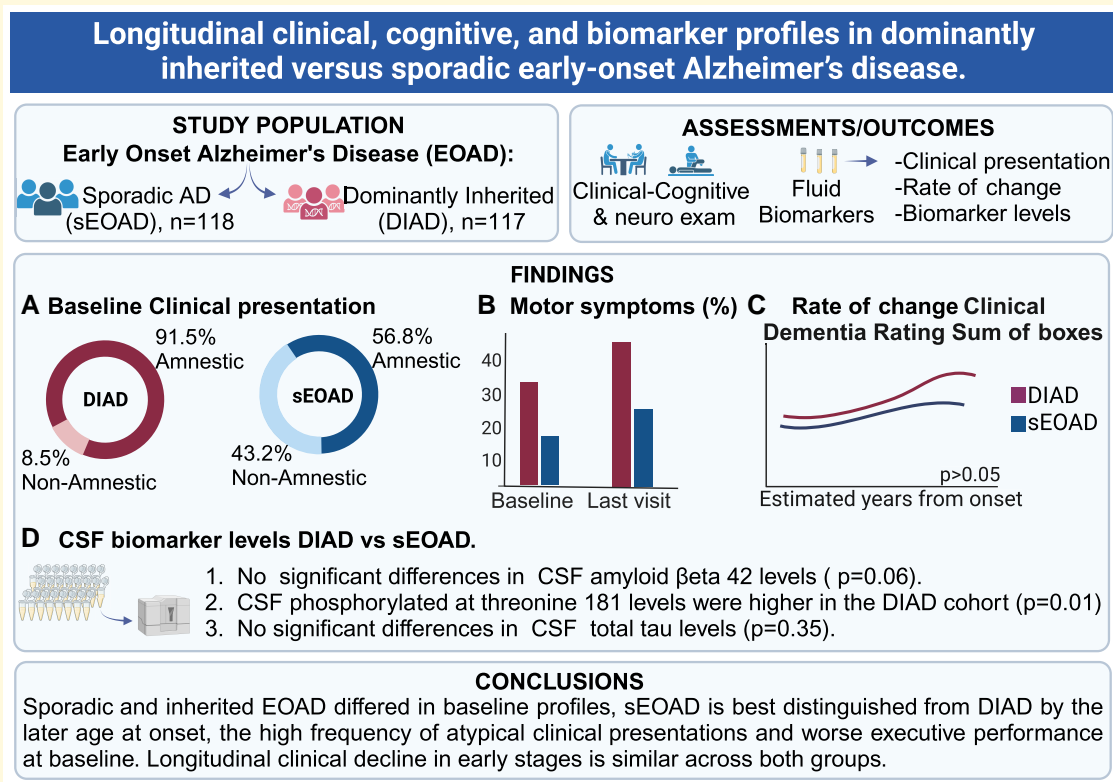 Longitudinal clinical, cognitive, and biomarker profiles in dominantly
inherited versus sporadic early-onset Alzheimer's disease.
STUDY POPULATION
Early Onset Alzheimer's Disease (EOAD):
Sporadic AD
(sEOAD), n=118
Dominantly Inherited
(DIAD), n=117
ASSESSMENTS/OUTCOMES
Clinical-Cognitive
& neuro exam
Fluid
Biomarkers
-Clinical presentation
-Rate of change
-Biomarker levels
FINDINGS
A Baseline Clinical presentation
91.5%
Amnestic
DIAD
8.5%
Non-Amnestic
56.8%
Amnestic
sEOAD
43.2%
Non-Amnestic
B Motor symptoms (%)
40
30
20
10
Baseline
Last visit
C Rate of change Clinical
Dementia Rating Sum of boxes
DIAD
sEOAD
p>0.05
Estimated years from onset
D CSF biomarker levels DIAD vs sEOAD.
1. No significant differences in CSF amyloid βeta 42 levels ( p=0.06).
2. CSF phosphorylated at threonine 181 levels were higher in the DIAD cohort (p=0.01)
3. No significant differences in CSF total tau levels (p=0.35).
CONCLUSIONS
Sporadic and inherited EOAD differed in baseline profiles, sEOAD is best distinguished from DIAD by the
later age at onset, the high frequency of atypical clinical presentations and worse executive performance
at baseline. Longitudinal clinical decline in early stages is similar across both groups.